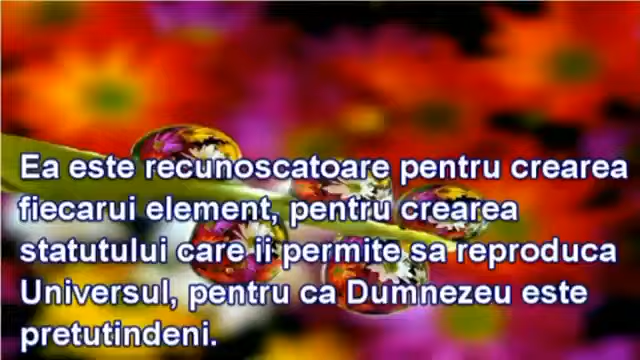 Ea este recunoscatoare pentru crearea
fiecarui element, pentru crearea
statutului care ii permite sa reproduca
Universul, pentru ca Dumnezeu este
pretutindeni.